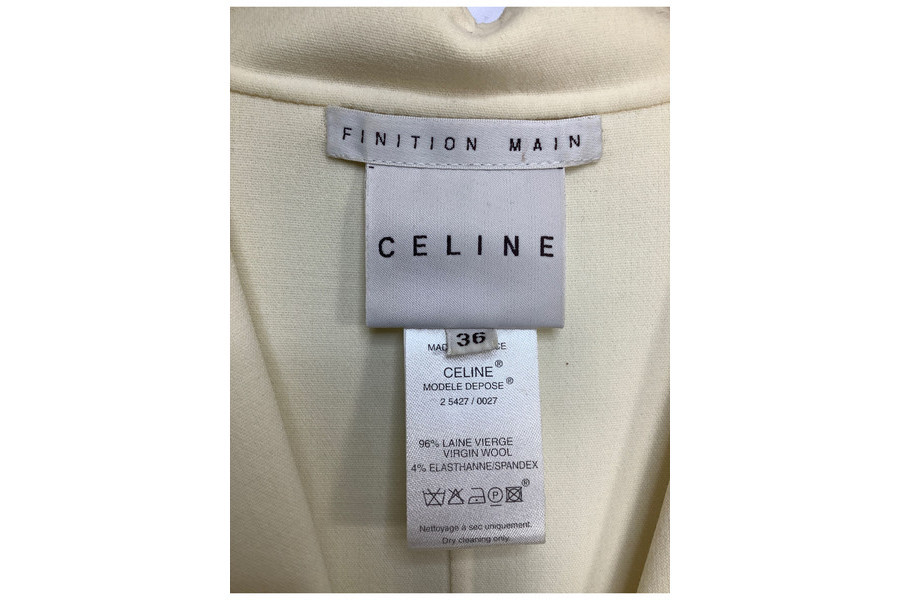 FINITION MAIN
CELINE
36
CELINE®
MODELE DEPOSE®
2 5427 / 0027
96% LAINE VIERGE
VIRGIN WOOL
4% ELASTHANNE/SPANDEX
P ®
Nettoyage à sec uniquement.
Dry cleaning only.